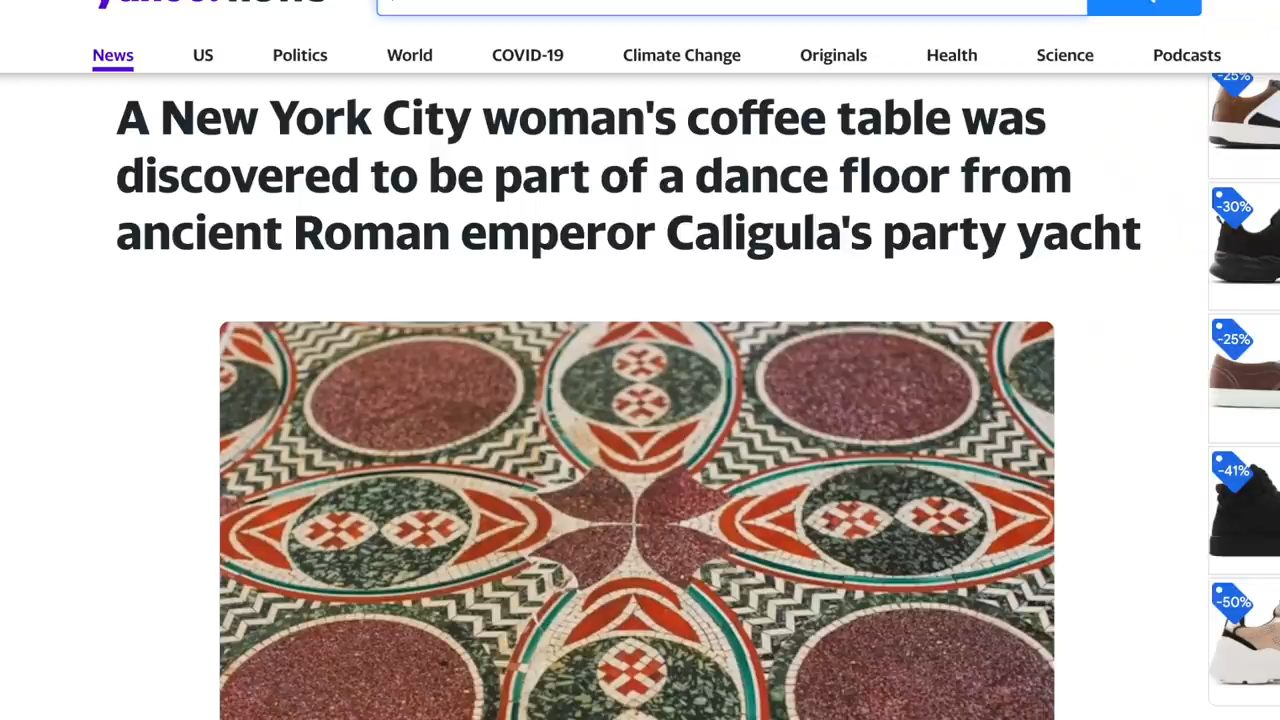 News US Politics World COVID-19 Climate Change Originals Health Science Podcasts
A New York City woman's coffee table was
discovered to be part of a dance floor from
ancient Roman emperor Caligula's party yacht
-25%
-30%
-25%
-41%
-50%